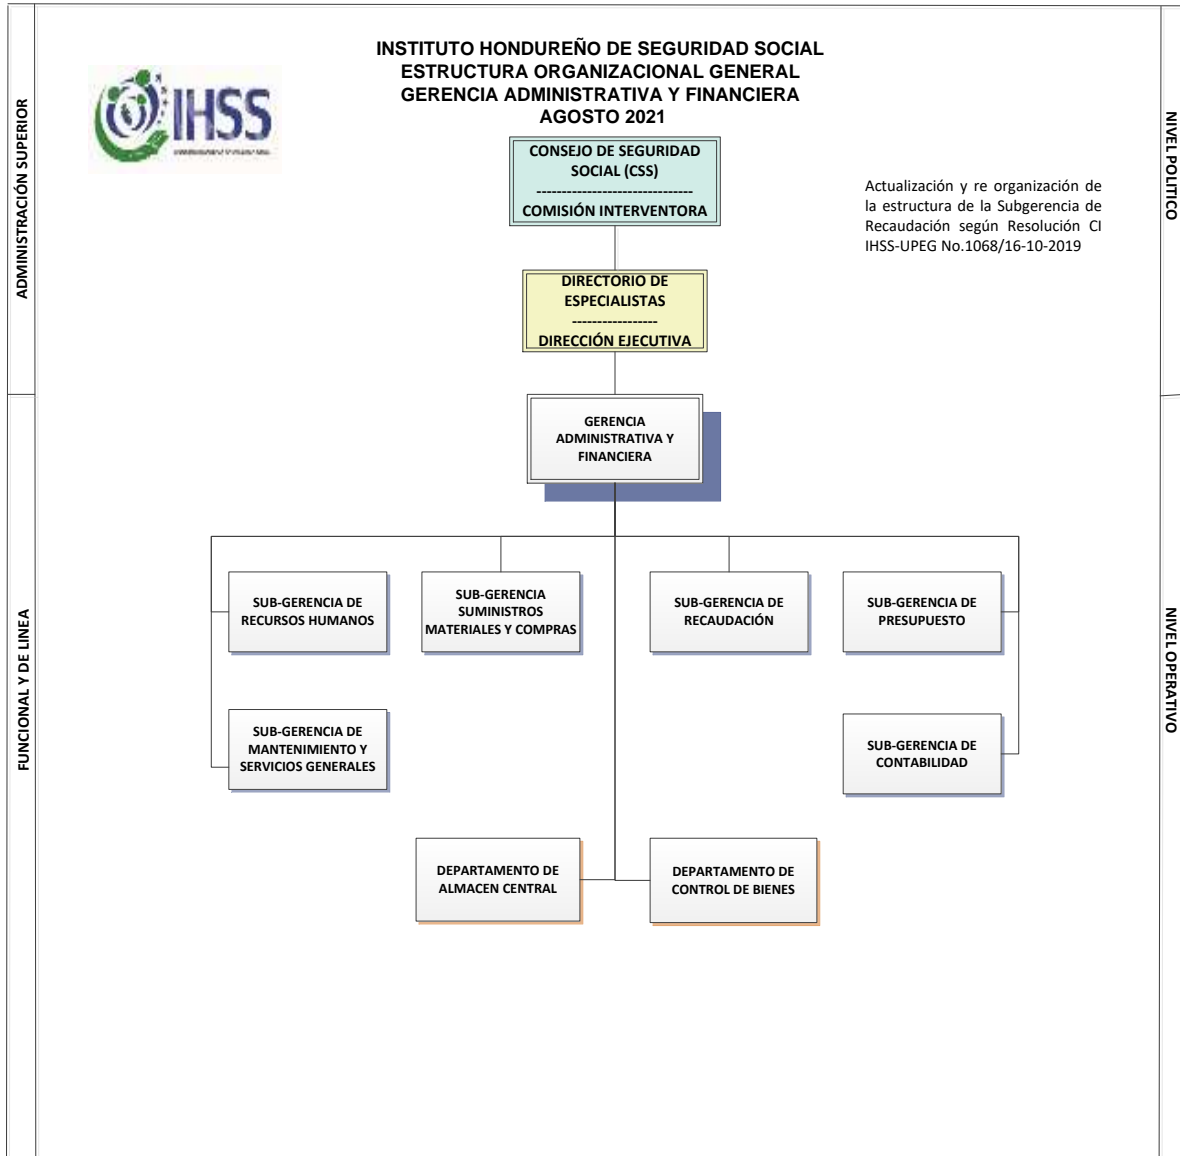 INSTITUTO HONDUREÑO DE SEGURIDAD SOCIAL
ESTRUCTURA ORGANIZACIONAL GENERAL
GERENCIA ADMINISTRATIVA Y FINANCIERA
AGOSTO 2021
IHSS
ADMINISTRACIÓN SUPERIOR
NIVEL POLITICO
CONSEJO DE SEGURIDAD
SOCIAL (CSS)
-------------------------------
COMISIÓN INTERVENTORA
Actualización y re organización de
la estructura de la Subgerencia de
Recaudación según Resolución CI
IHSS-UPEG No.1068/16-10-2019
DIRECTORIO DE
ESPECIALISTAS
-----------------
DIRECCIÓN EJECUTIVA
GERENCIA
ADMINISTRATIVA Y
FINANCIERA
FUNCIONAL Y DE LINEA
NIVEL OPERATIVO
SUB-GERENCIA DE
RECURSOS HUMANOS
SUB-GERENCIA
SUMINISTROS
MATERIALES Y COMPRAS
SUB-GERENCIA DE
RECAUDACIÓN
SUB-GERENCIA DE
PRESUPUESTO
SUB-GERENCIA DE
MANTENIMIENTO Y
SERVICIOS GENERALES
SUB-GERENCIA DE
CONTABILIDAD
DEPARTAMENTO DE
ALMACEN CENTRAL
DEPARTAMENTO DE
CONTROL DE BIENES